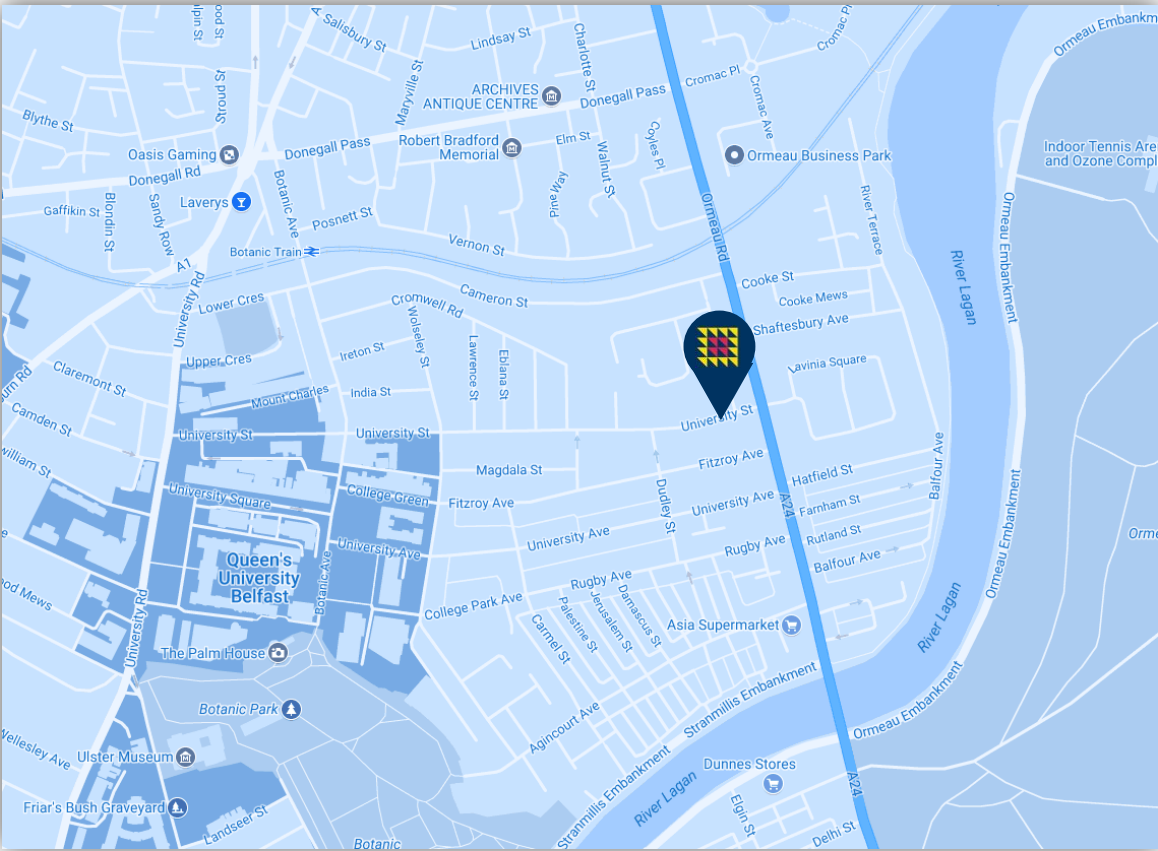 Salisbury St
Lindsay St
Charlotte St
Cromac Pl
Ormeau Embankm
Maryville St
Stroud St
ARCHIVES
ANTIQUE CENTRE
Donegall Pass
Cromac Pl
Cromac Ave
Blythe St
Oasis Gaming
Donegall Pass
Robert Bradford
Memorial
Elm St
Coyles Pl
Ormeau Business Park
Indoor Tennis Are
and Ozone Compl
Donegall Rd
Walnut St
Pine Way
Laverys
Gaffikin St
Blondin St
Sandy Row
Botanic Ave
Posnett St
Ormeau Rd
River Terrace
Ormeau Embankment
Botanic Train
Vernon St
River Lagan
A1
University Rd
Lower Cres
Cameron St
Cromwell Rd
Cooke St
Cooke Mews
Shaftesbury Ave
Wolseley St
Lawrence St
Eblana St
Upper Cres
Ireton St
Lavinia Square
Claremont St
India St
Mount Charles
Camden St
University St
University St
University St
Fitzroy Ave
Magdala St
Hatfield St
Balfour Ave
University Square
College Green
Fitzroy Ave
Dudley St
University Ave
A24
Farnham St
Rutland St
University Ave
University Ave
Rugby Ave
Balfour Ave
Ormeau Embankment
Orme
Queen's
University
Belfast
Botanic Ave
Rugby Ave
College Park Ave
Palestine St
Jerusalem St
Damascus St
Carmel St
Asia Supermarket
River Lagan
University Rd
The Palm House
Stranmillis Embankment
Botanic Park
Agincourt Ave
Ormeau Embankment
Ulster Museum
Dunnes Stores
A24
Stranmillis Embankment
River Lagan
Friar's Bush Graveyard
Landseer St
Elgin St
Delhi St
Botanic